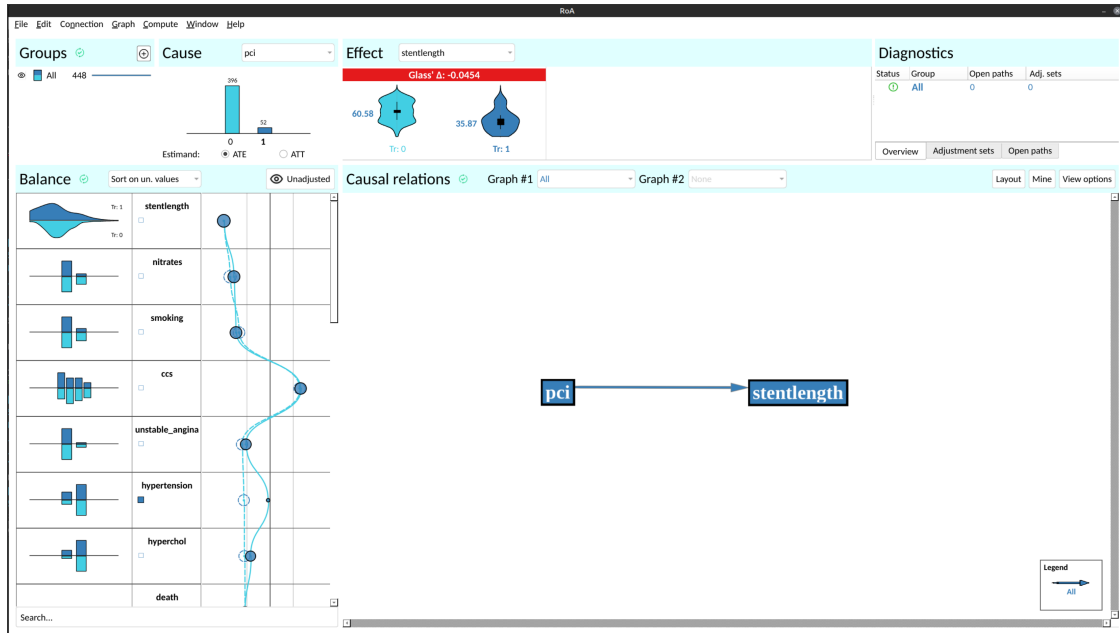 RoA
File Edit Connection Graph Compute Window Help
Groups
All 448
Cause pci
396
52
0 1
Estimand: ATE ATT
Effect stentlength
Glass' Δ: -0.0454
60.58
35.87
Tr: 0 Tr: 1
Diagnostics
Status Group Open paths Adj. sets
All 0 0
Overview Adjustment sets Open paths
Balance Sort on un. values Unadjusted
Tr: 1 stentlength
Tr: 0
nitrates
smoking
ccs
unstable_angina
hypertension
hyperchol
death
Search...
Causal relations Graph #1 All Graph #2 None Layout Mine View options
pci stentlength
Legend
All